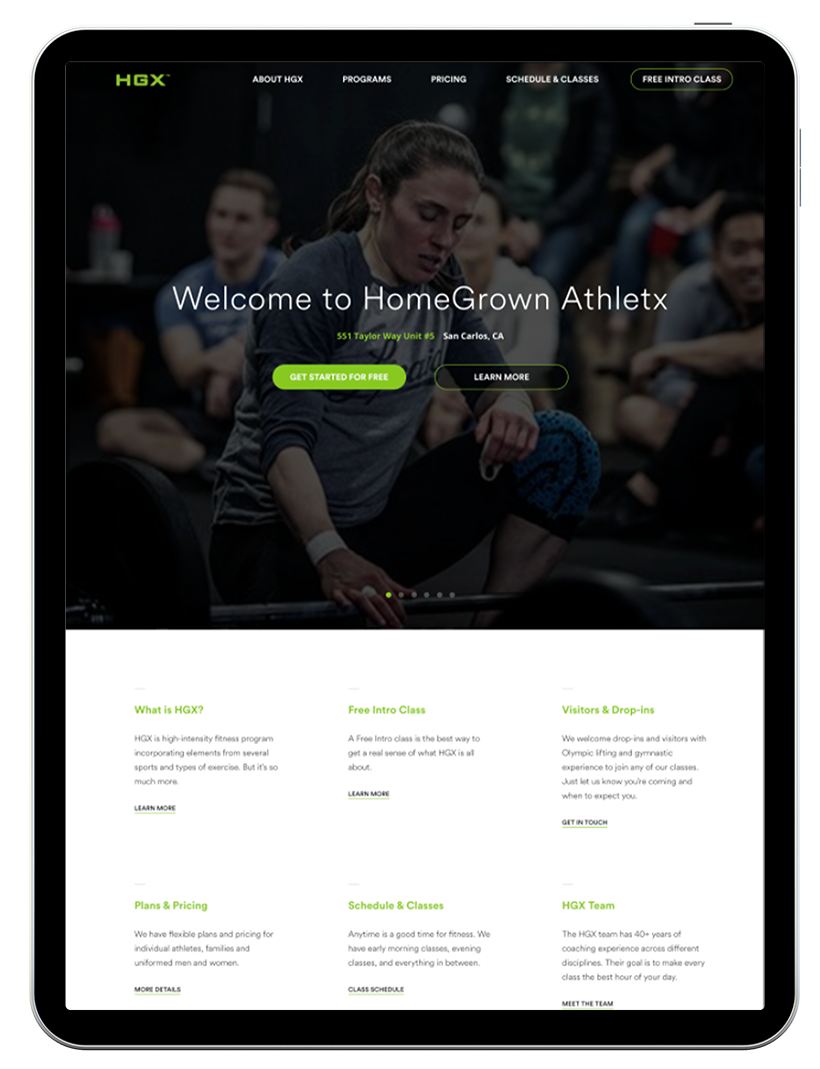 HGX™ ABOUT HGX PROGRAMS PRICING SCHEDULE & CLASSES FREE INTRO CLASS
Welcome to HomeGrown Athletx
551 Taylor Way Unit #5 San Carlos, CA
GET STARTED FOR FREE LEARN MORE
What is HGX?
HGX is high-intensity fitness program
incorporating elements from several
sports and types of exercise. But it's so
much more.
LEARN MORE
Free Intro Class
A Free Intro class is the best way to
get a real sense of what HGX is all
about.
LEARN MORE
Visitors & Drop-ins
We welcome drop-ins and visitors with
Olympic lifting and gymnastic
experience to join any of our classes.
Just let us know you're coming and
when to expect you.
GET IN TOUCH
Plans & Pricing
We have flexible plans and pricing for
individual athletes, families and
uniformed men and women.
MORE DETAILS
Schedule & Classes
Anytime is a good time for fitness. We
have early morning classes, evening
classes, and everything in between.
CLASS SCHEDULE
HGX Team
The HGX team has 40+ years of
coaching experience across different
disciplines. Their goal is to make every
class the best hour of your day.
MEET THE TEAM